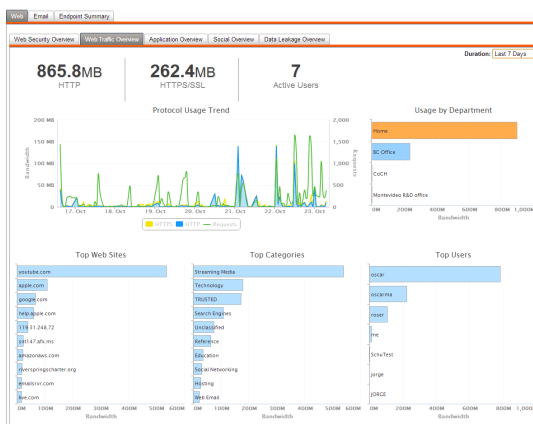 Web Email Endpoint Summary
Web Security Overview Web Traffic Overview Application Overview Social Overview Data Leakage Overview
Duration: Last 7 Days
865.8MB 262.4MB 7
HTTP HTTPS/SSL Active Users
Protocol Usage Trend
200 MB 2,000
150 MB 1,500
100 MB 1,000
50 MB 500
0 0
Bandwidth
Requests
17. Oct 18. Oct 19. Oct 20. Oct 21. Oct 22. Oct 23. Oct
HTTPS HTTP Requests
Usage by Department
Home
BC Office
CoCH
Montevideo R&D office
0M 200M 400M 600M 800M 1,000M
Bandwidth
Top Web Sites
youtube.com
apple.com
google.com
help.apple.com
119.31.248.72
ont147.afx.ms
amazonaws.com
riverspringscharter.org
emailsrvr.com
live.com
0M 100M 200M 300M 400M 500M 600M
Bandwidth
Top Categories
Streaming Media
Technology
TRUSTED
Search Engines
Unclassified
Reference
Education
Social Networking
Hosting
Web Email
0M 100M 200M 300M 400M 500M 600M
Bandwidth
Top Users
oscar
oscarma
roser
me
SchuTest
jorge
JORGE
0M 200M 400M 600M 800M 1,000M
Bandwidth